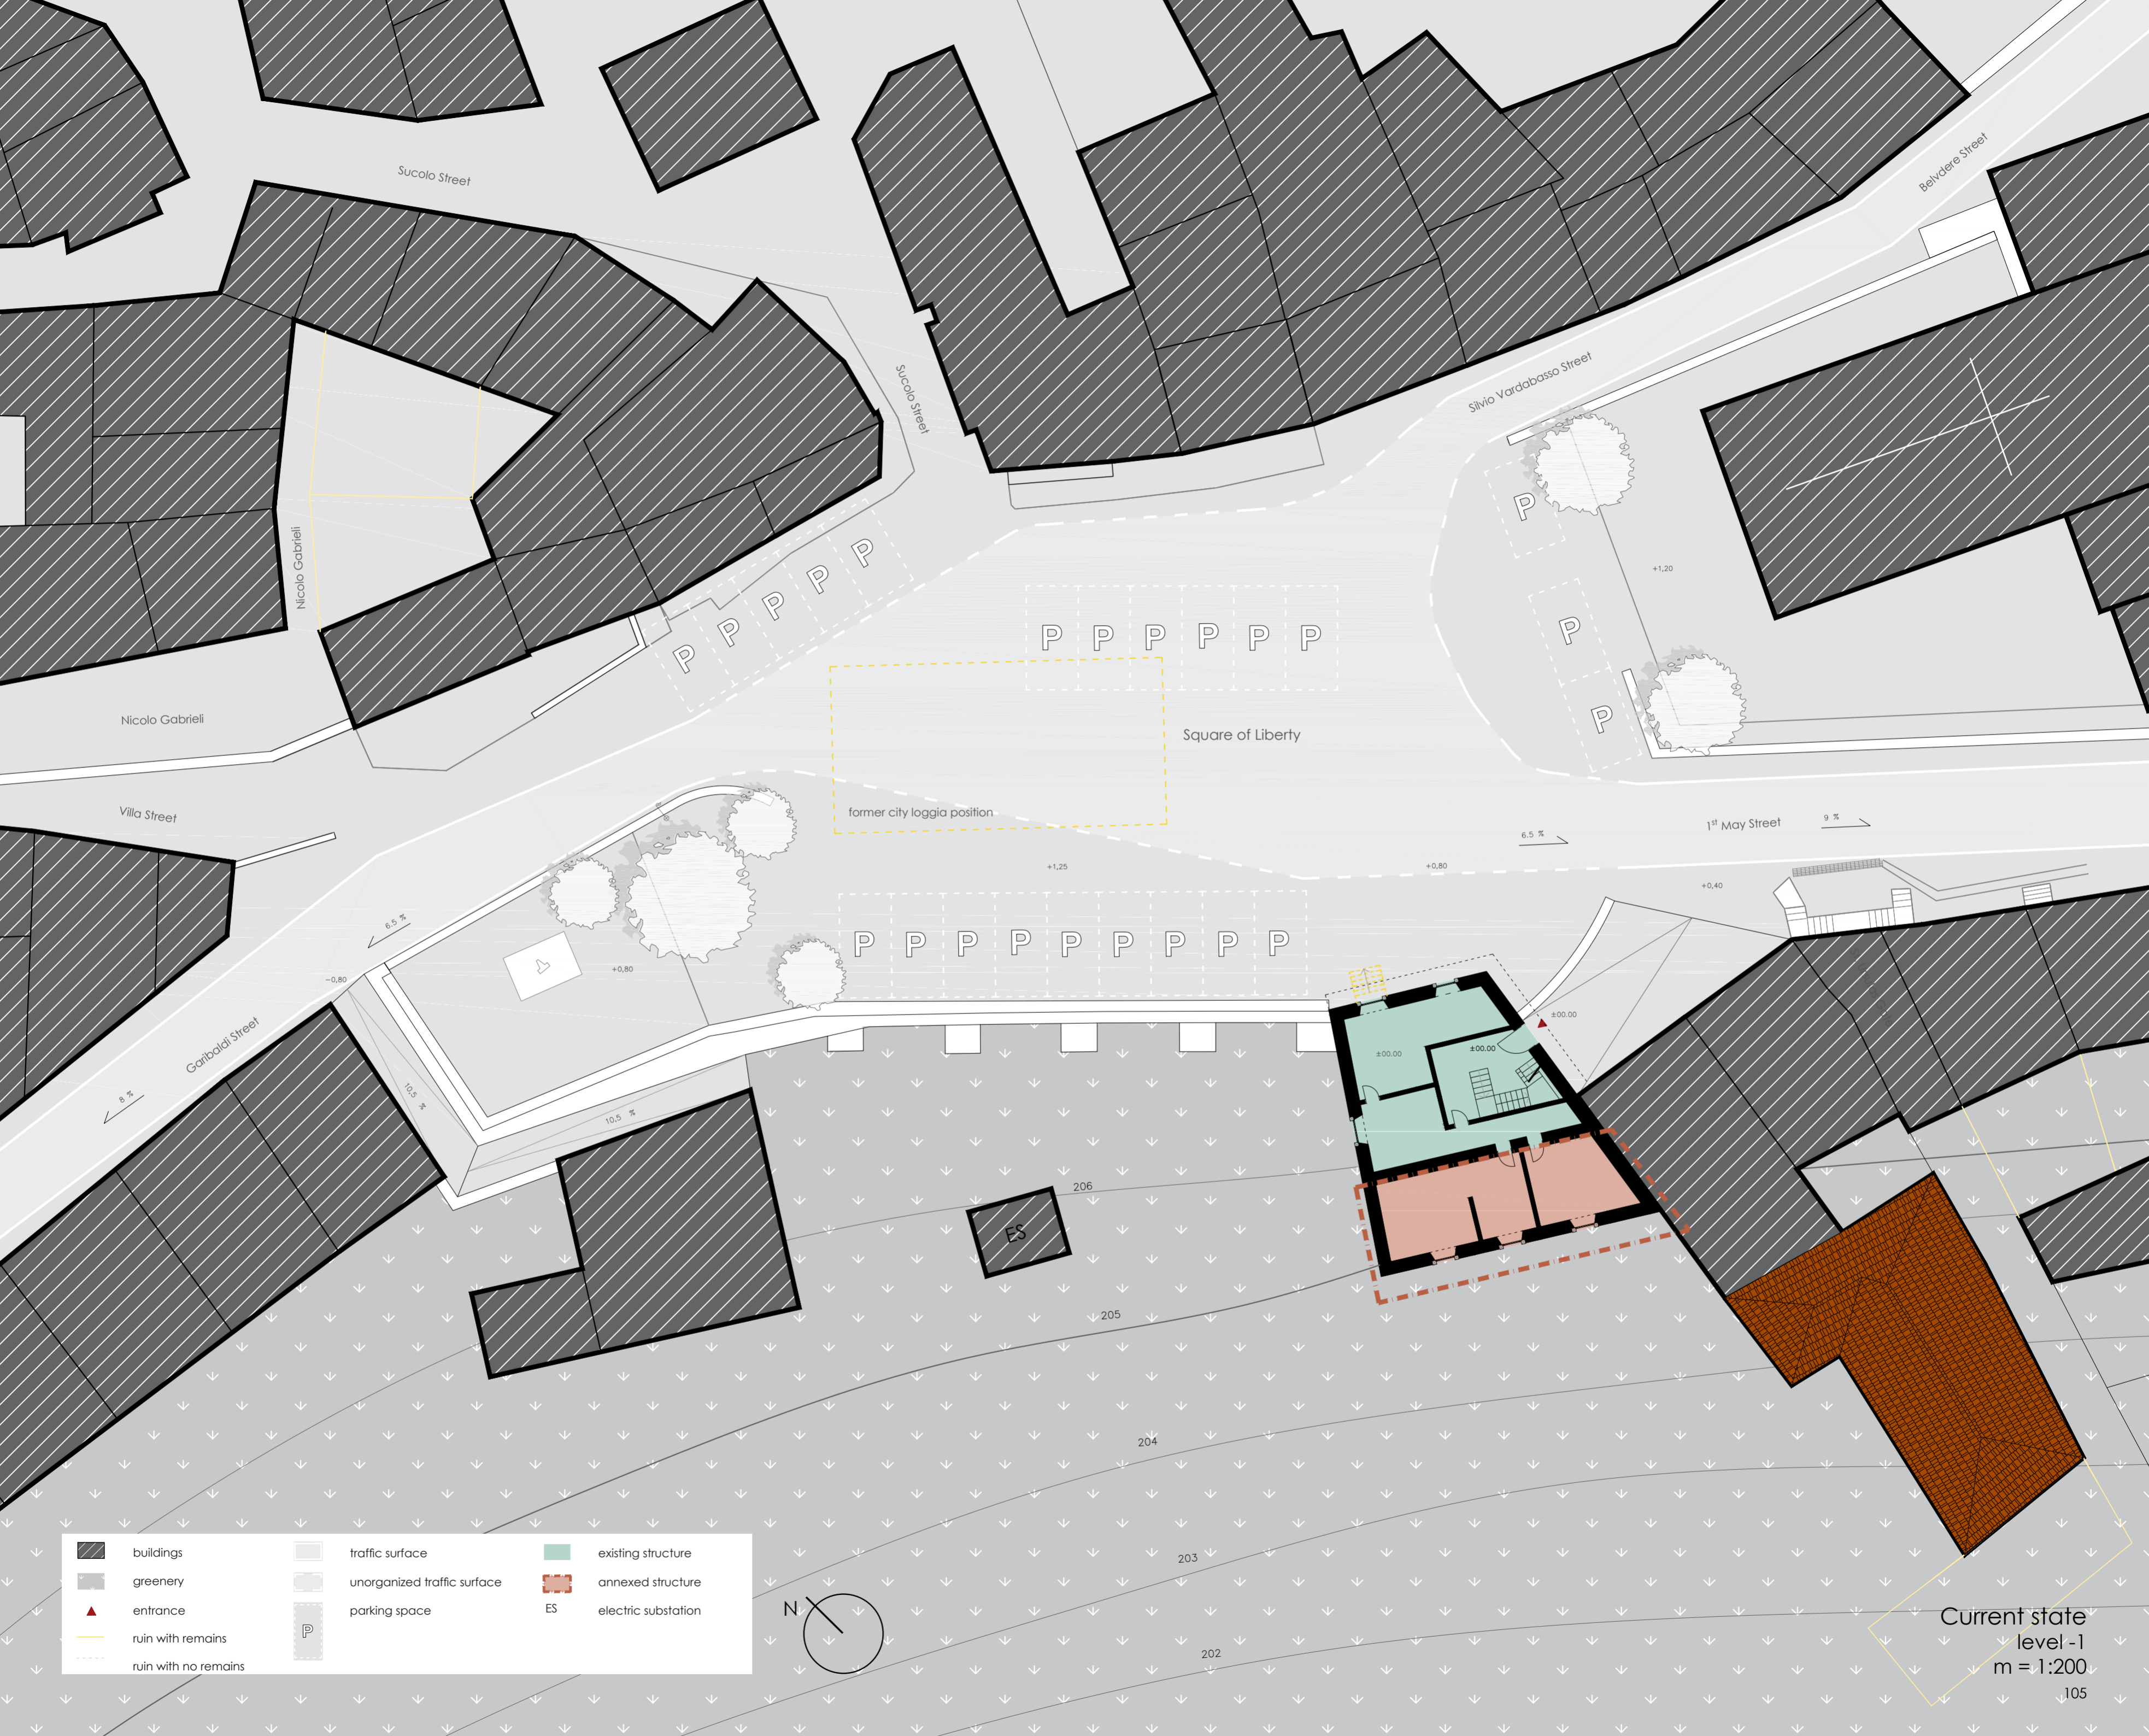 Sucolo Street
Belvdere Street
Silvio Vardabasso Street
Sucolo Street
Nicolo Gabrieli
P
P
P
P
P
P P P P P P
P
P
P
+1,20
Nicolo Gabrieli
Square of Liberty
Villa Street
former city loggia position
1st May Street
9 %
6.5 %
+1,25
+0,80
+0,40
6.5 %
-0,80
+0,80
P P P P P P P P P
Garibaldi Street
8 %
10,5 %
10,5 %
±00.00
±00.00
±00.00
206
ES
205
204
203
202
buildings
greenery
entrance
ruin with remains
ruin with no remains
traffic surface
unorganized traffic surface
P
parking space
existing structure
annexed structure
ES
electric substation
N
Current state
level -1
m = 1:200
105